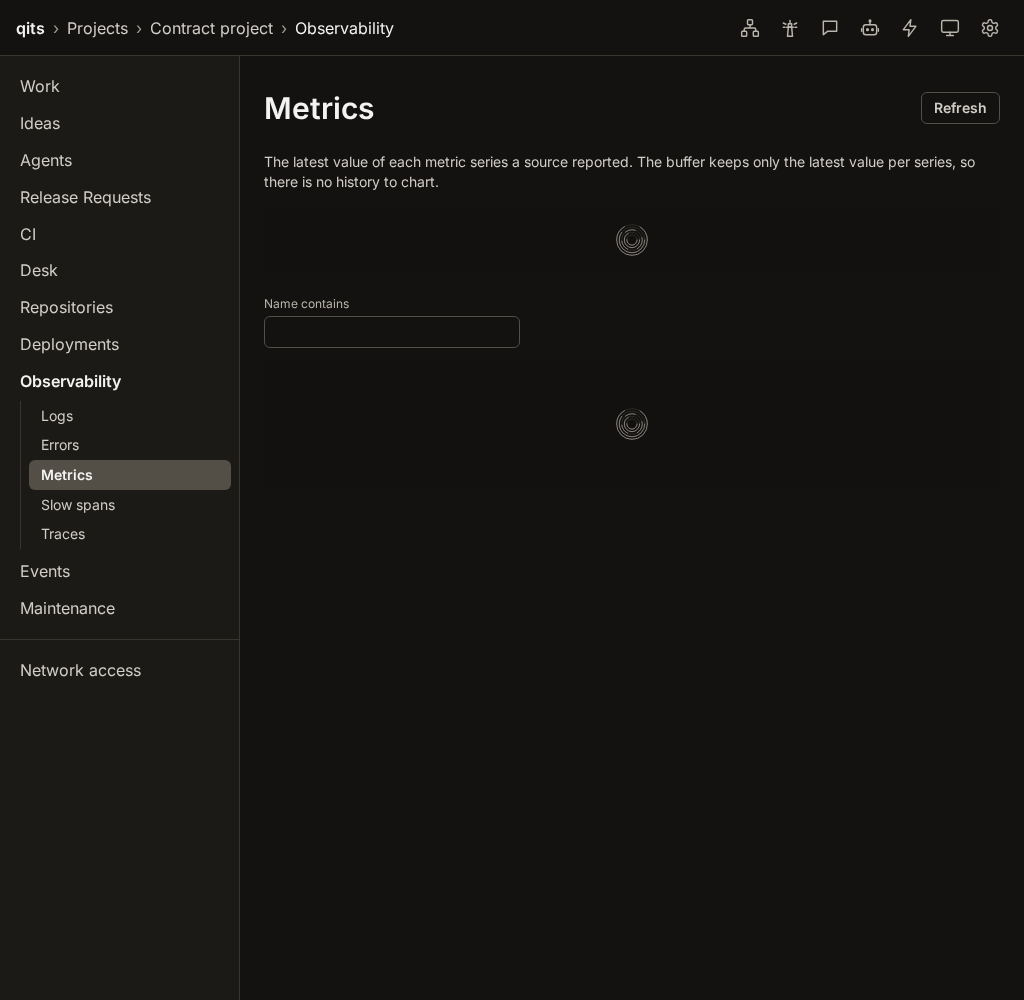 qits › Projects › Contract project › Observability
Work
Ideas
Agents
Release Requests
CI
Desk
Repositories
Deployments
Observability
Logs
Errors
Metrics
Slow spans
Traces
Events
Maintenance
Network access
Metrics
Refresh
The latest value of each metric series a source reported. The buffer keeps only the latest value per series, so
there is no history to chart.
Name contains